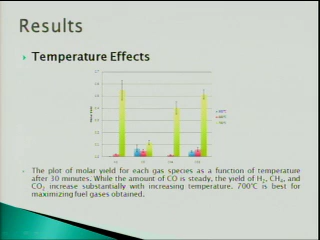 Results
Temperature Effects
The plot of molar yield for each gas species as a function of temperature
after 30 minutes. While the amount of CO is steady, the yield of H₂, CH₄, and
CO₂ increase substantially with increasing temperature. 700°C is best for
maximizing fuel gases obtained.